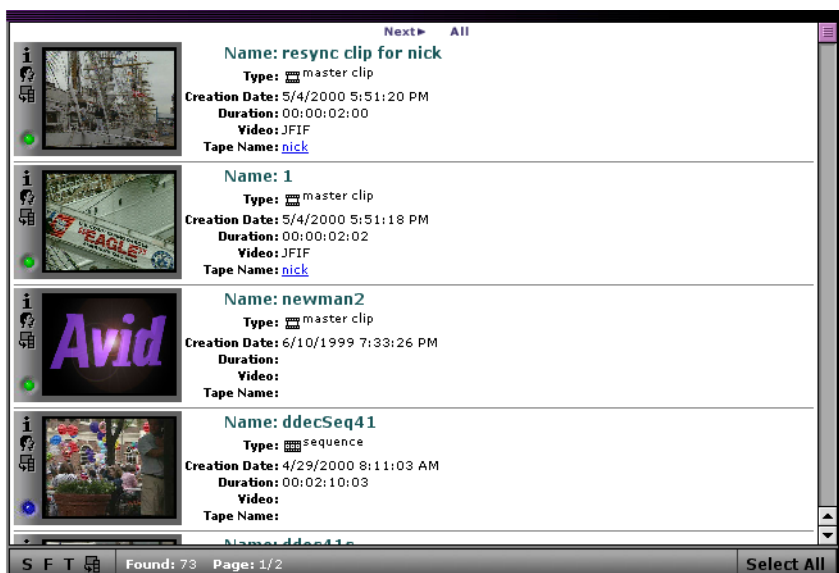 Next▸ All
Name: resync clip for nick
Type: master clip
Creation Date: 5/4/2000 5:51:20 PM
Duration: 00:00:02:00
Video: JFIF
Tape Name: nick
Name: 1
Type: master clip
Creation Date: 5/4/2000 5:51:18 PM
Duration: 00:00:02:02
Video: JFIF
Tape Name: nick
"EAGLE"
Name: newman2
Type: master clip
Creation Date: 6/10/1999 7:33:26 PM
Duration:
Video:
Tape Name:
Avid
Name: ddecSeq41
Type: sequence
Creation Date: 4/29/2000 8:11:03 AM
Duration: 00:02:10:03
Video:
Tape Name:
S F T Found: 73 Page: 1/2 Select All